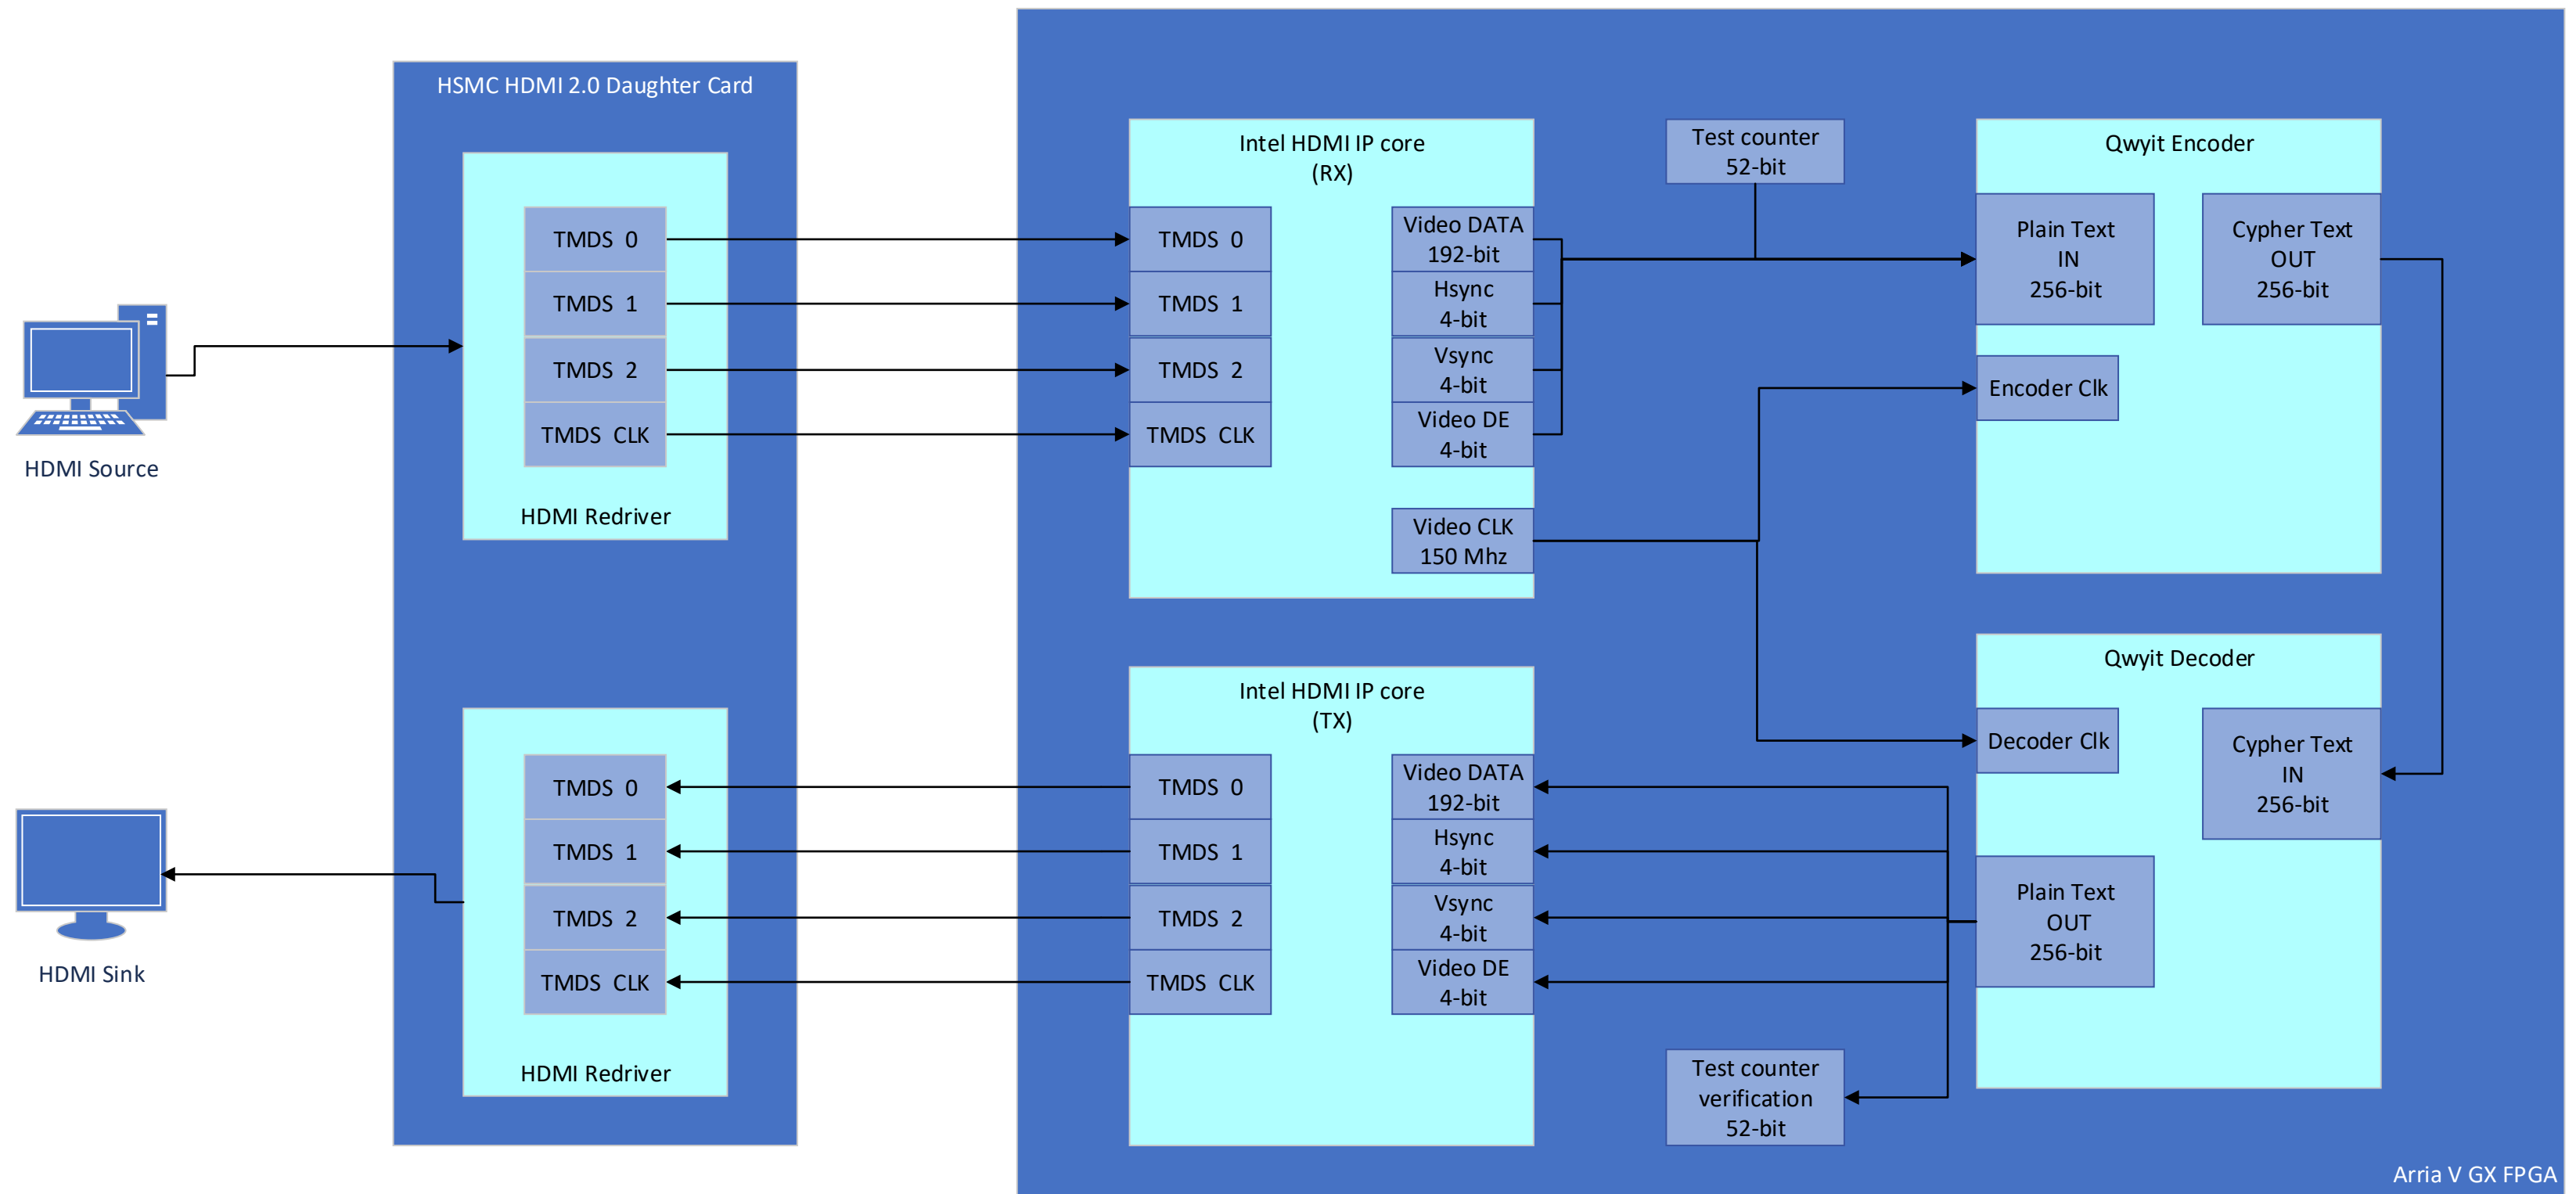 HSMC HDMI 2.0 Daughter Card
TMDS 0
TMDS 1
TMDS 2
TMDS CLK
HDMI Redriver
HDMI Source
Intel HDMI IP core
(RX)
TMDS 0
TMDS 1
TMDS 2
TMDS CLK
Video DATA
192-bit
Hsync
4-bit
Vsync
4-bit
Video DE
4-bit
Video CLK
150 Mhz
Test counter
52-bit
Qwyit Encoder
Plain Text
IN
256-bit
Cypher Text
OUT
256-bit
Encoder Clk
HDMI Sink
TMDS 0
TMDS 1
TMDS 2
TMDS CLK
HDMI Redriver
Intel HDMI IP core
(TX)
TMDS 0
TMDS 1
TMDS 2
TMDS CLK
Video DATA
192-bit
Hsync
4-bit
Vsync
4-bit
Video DE
4-bit
Test counter
verification
52-bit
Qwyit Decoder
Decoder Clk
Cypher Text
IN
256-bit
Plain Text
OUT
256-bit
Arria V GX FPGA